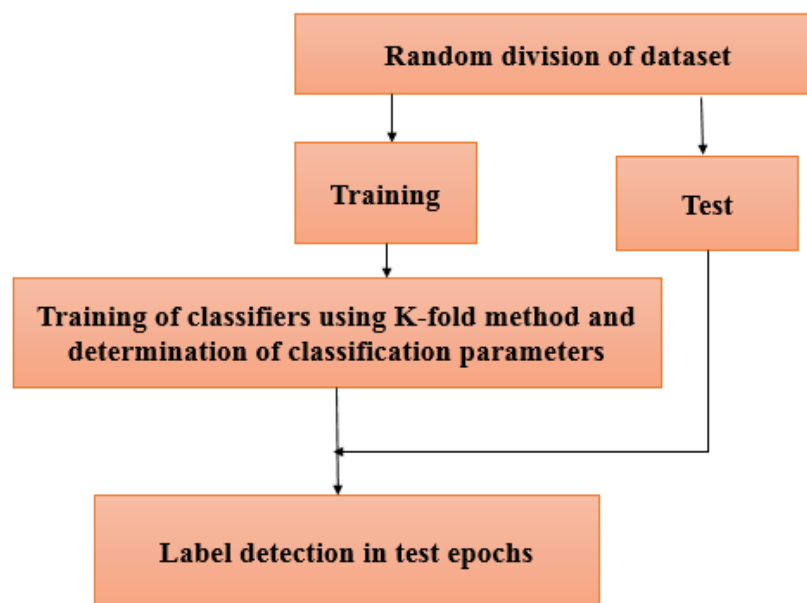 Random division of dataset
Training
Test
Training of classifiers using K-fold method and
determination of classification parameters
Label detection in test epochs